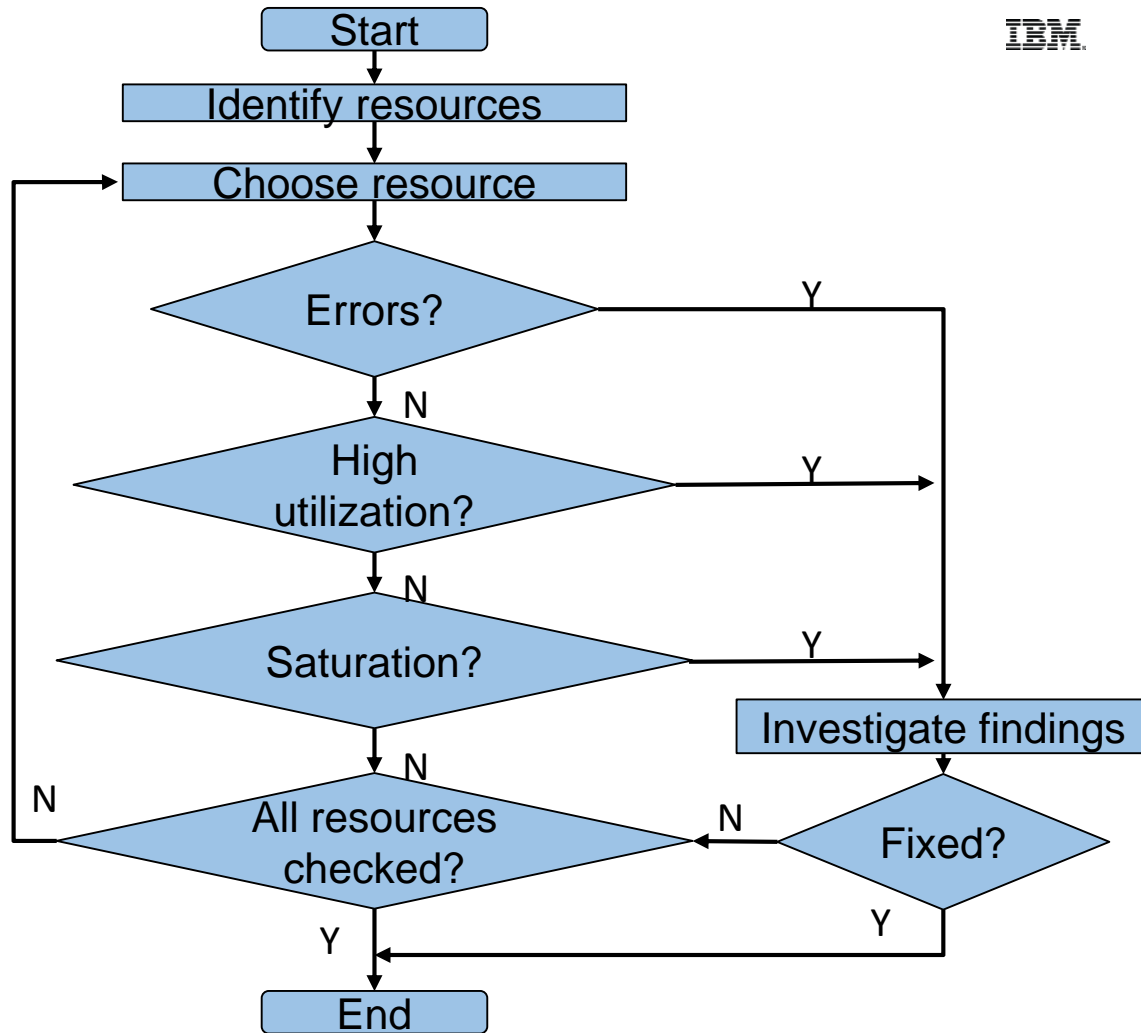 Start
IBM
Identify resources
Choose resource
Errors?
Y
N
High
utilization?
Y
N
Saturation?
Y
Investigate findings
N
N
All resources
checked?
N
Fixed?
Y
Y
End